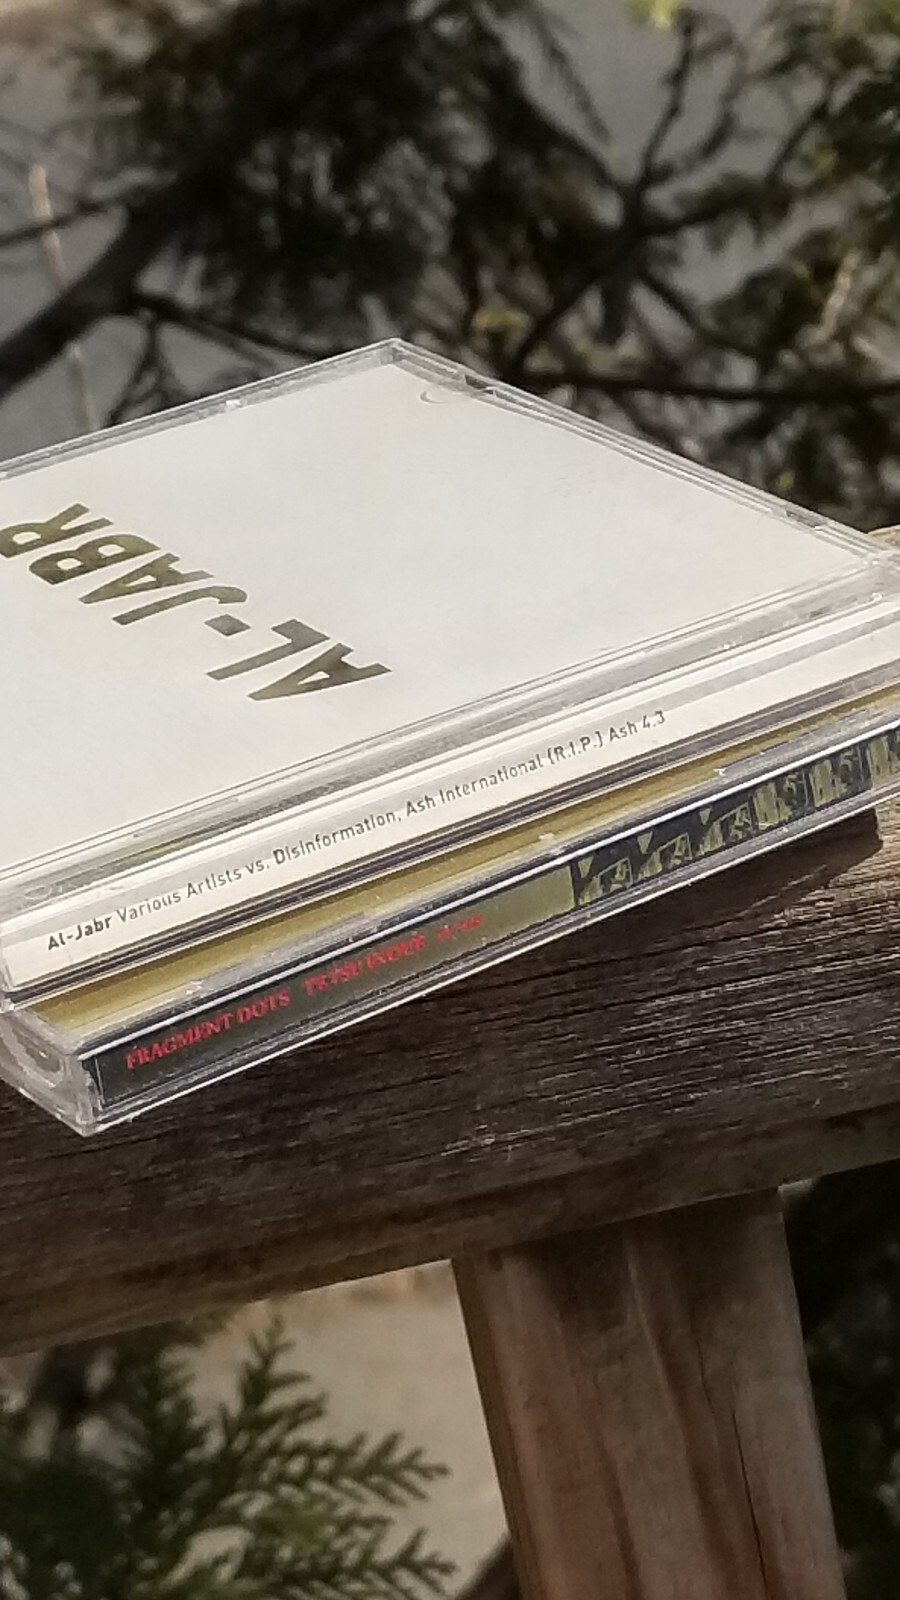 AL-JABR
Al-Jabr Various Artists vs. Disinformation, Ash International [R.I.P.] Ash 4.3
FRAGMENT DOTS TETSU INOUE